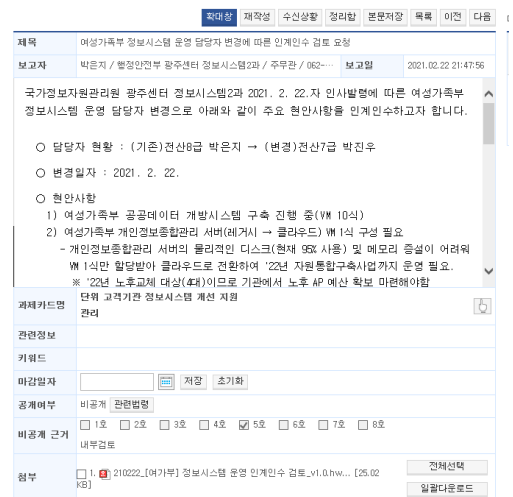 확대창 재작성 수신상황 정리함 본문저장 목록 이전 다음
제목 여성가족부 정보시스템 운영 담당자 변경에 따른 인계인수 검토 요청
보고자 박은지 / 행정안전부 광주센터 정보시스템2과 / 주무관 / 062-… 보고일 2021.02.22 21:47:56
국가정보자원관리원 광주센터 정보시스템2과 2021. 2. 22.자 인사발령에 따른 여성가족부
정보시스템 운영 담당자 변경으로 아래와 같이 주요 현안사항을 인계인수하고자 합니다.
○ 담당자 현황 : (기존)전산8급 박은지 → (변경)전산7급 박진우
○ 변경일자 : 2021. 2. 22.
○ 현안사항
1) 여성가족부 공공데이터 개방시스템 구축 진행 중(VM 10식)
2) 여성가족부 개인정보종합관리 서버(레거시 → 클라우드) VM 1식 구성 필요
- 개인정보종합관리 서버의 물리적인 디스크(현재 95% 사용) 및 메모리 증설이 어려워
VM 1식만 할당받아 클라우드로 전환하여 '22년 자원통합구축사업까지 운영 필요.
※ '22년 노후교체 대상(4대)이므로 기관에서 노후 AP 예산 확보 마련해야함
과제카드명 단위 고객기관 정보시스템 개선 지원
관리
관련정보
키워드
마감일자 저장 초기화
공개여부 비공개 관련법령
비공개 근거 1호 2호 3호 4호 5호 6호 7호 8호
내부검토
첨부 1. 210222_[여가부] 정보시스템 운영 인계인수 검토_v1.0.hw... [25.02
KB]
전체선택
일괄다운로드